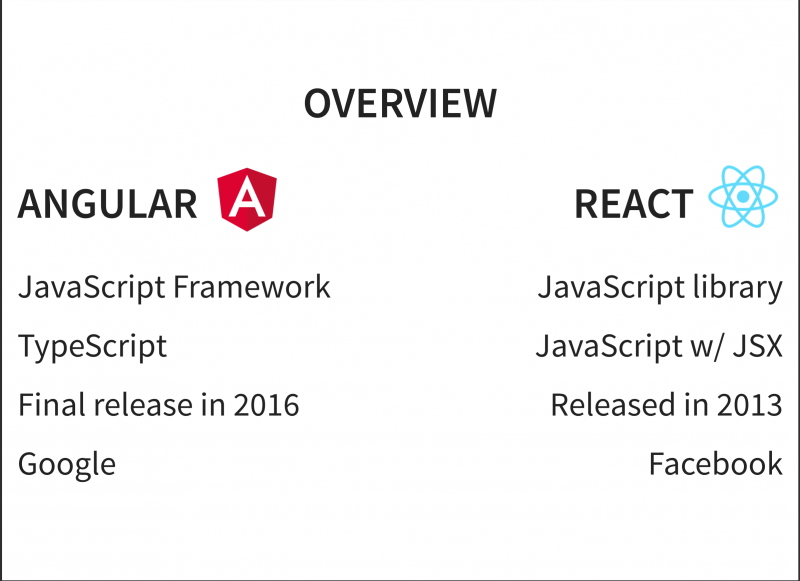 OVERVIEW
ANGULAR A
REACT
JavaScript Framework
JavaScript library
TypeScript
JavaScript w/ JSX
Final release in 2016
Released in 2013
Google
Facebook